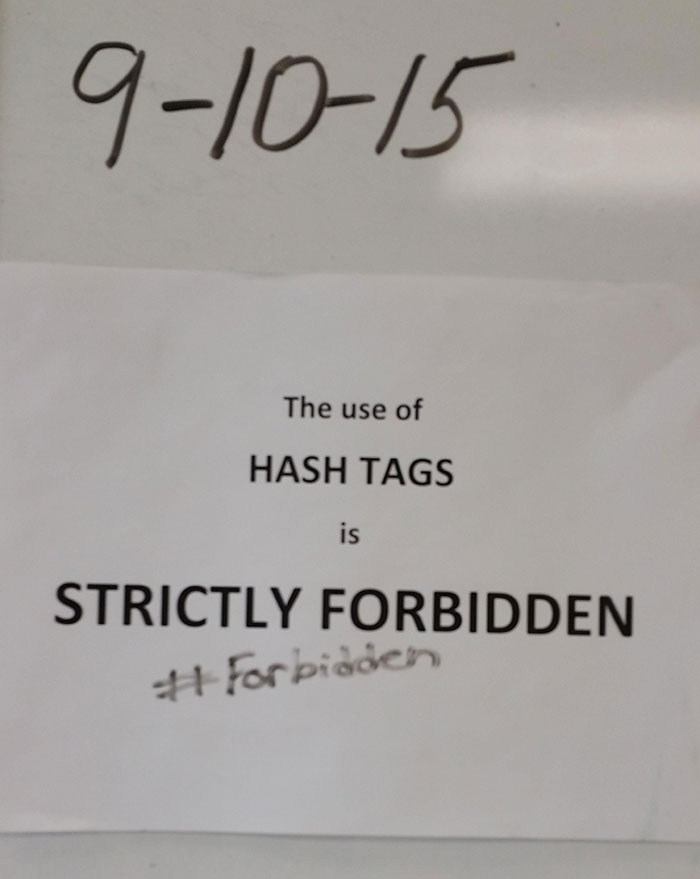 9-10-15
The use of
HASH TAGS
is
STRICTLY FORBIDDEN
#Forbidden